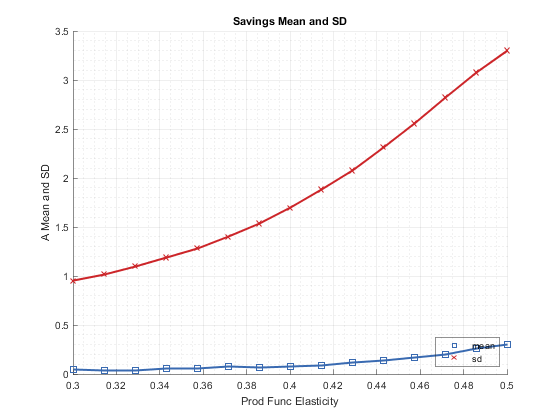 Savings Mean and SD
3.5
3
2.5
2
1.5
1
0.5
0
A Mean and SD
mean
sd
0.3 0.32 0.34 0.36 0.38 0.4 0.42 0.44 0.46 0.48 0.5
Prod Func Elasticity